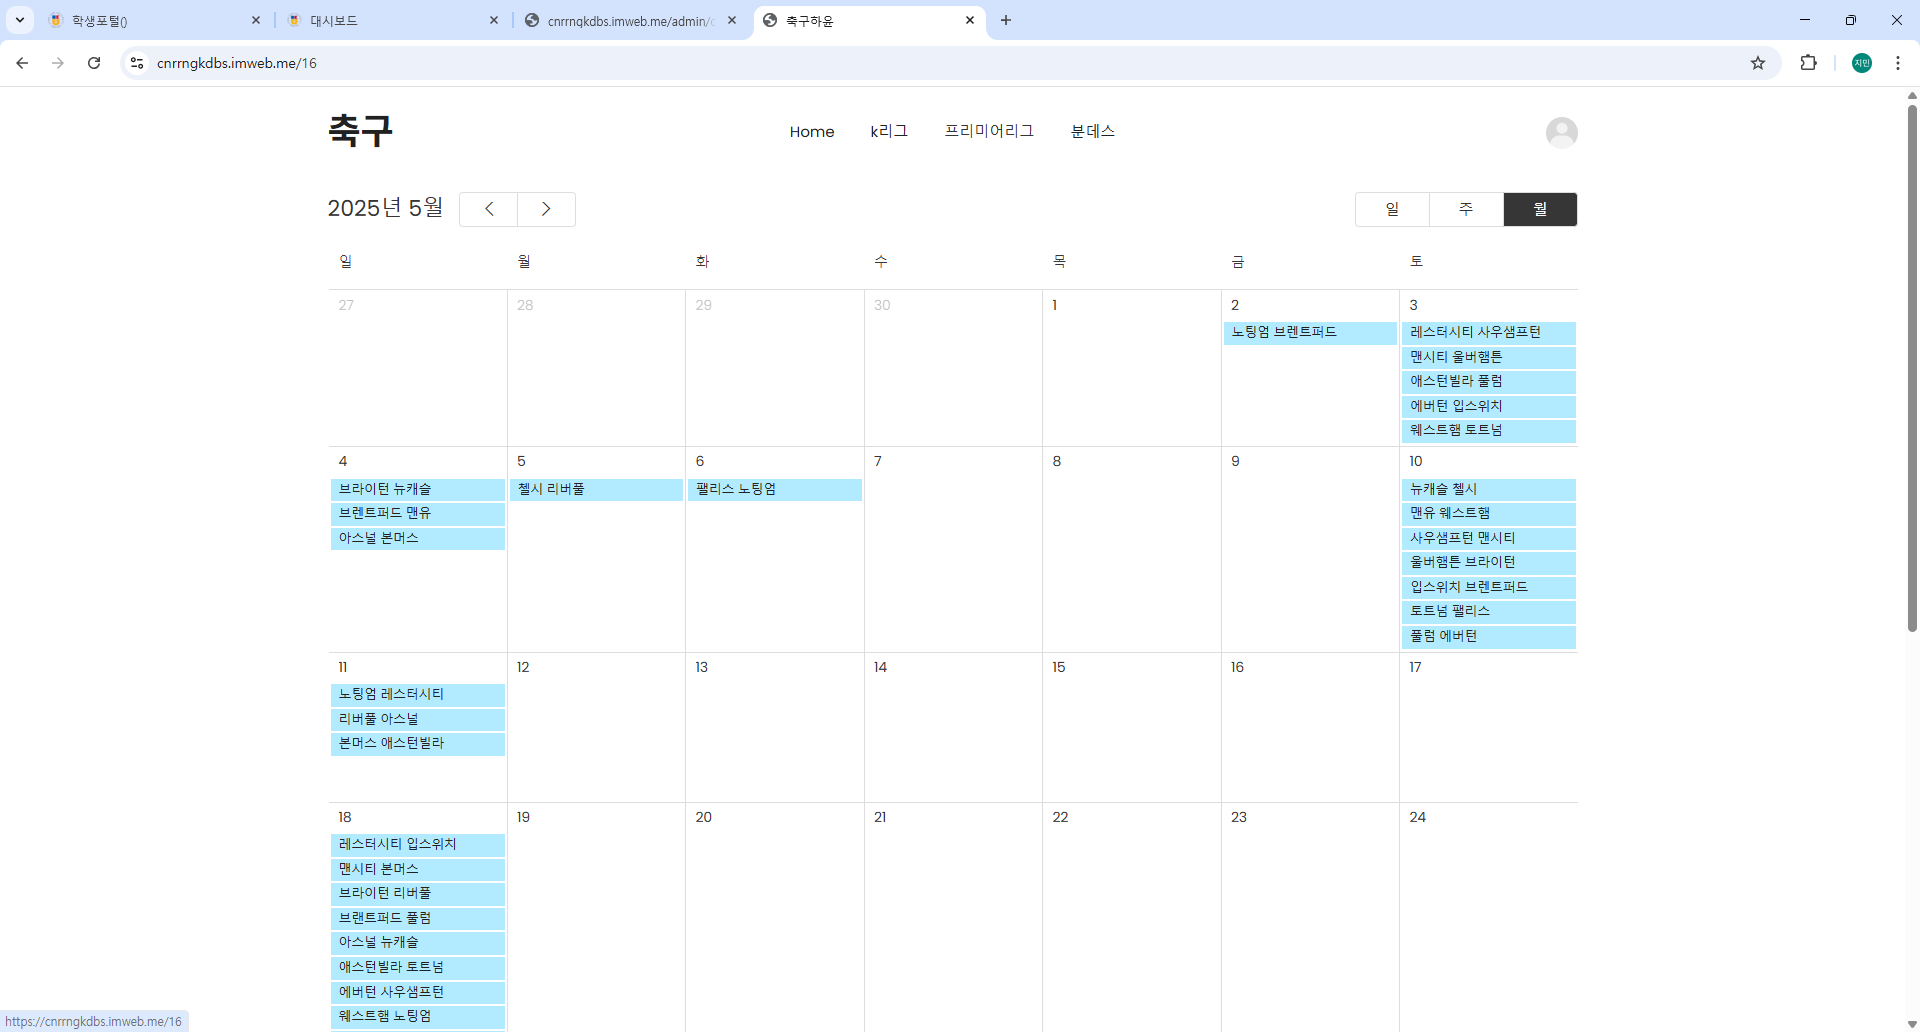 학생포털()
대시보드
cnrrngkdbs.imweb.me/admin/c
축구하윤
cnrrngkdbs.imweb.me/16
지민
축구
Home k리그 프리미어리그 분데스
2025년 5월
일 주 월
일 월 화 수 목 금 토
27 28 29 30 1 2 3
노팅엄 브렌트퍼드
레스터시티 사우샘프턴
맨시티 울버햄튼
애스턴빌라 풀럼
에버턴 입스위치
웨스트햄 토트넘
4 5 6 7 8 9 10
브라이턴 뉴캐슬
브렌트퍼드 맨유
아스널 본머스
첼시 리버풀
팰리스 노팅엄
뉴캐슬 첼시
맨유 웨스트햄
사우샘프턴 맨시티
울버햄튼 브라이턴
입스위치 브렌트퍼드
토트넘 팰리스
풀럼 에버턴
11 12 13 14 15 16 17
노팅엄 레스터시티
리버풀 아스널
본머스 애스턴빌라
18 19 20 21 22 23 24
레스터시티 입스위치
맨시티 본머스
브라이턴 리버풀
브랜트퍼드 풀럼
아스널 뉴캐슬
애스턴빌라 토트넘
에버턴 사우샘프턴
웨스트햄 노팅엄
https://cnrrngkdbs.imweb.me/16